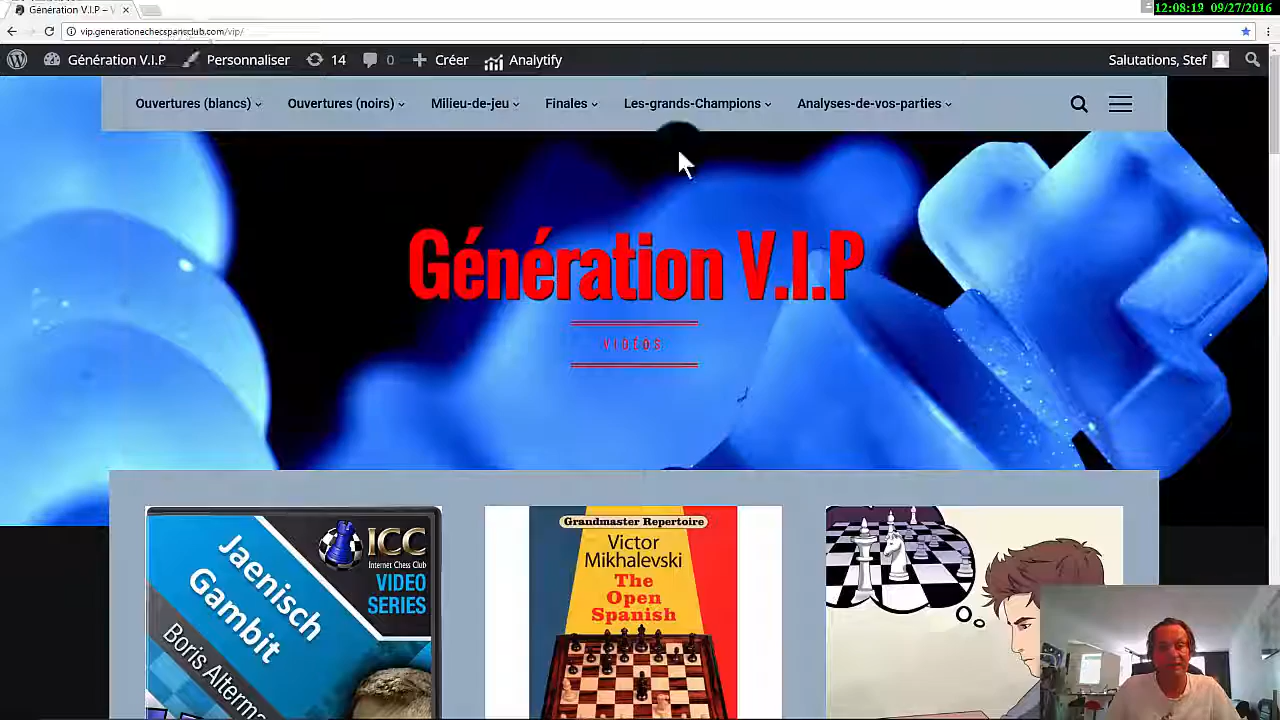 12:08:19 09/27/2016
Génération V.I.P – V
vip.generationechecspansclub.com/vip/
Génération V.I.P
Personnaliser
14
0
Créer
Analytify
Salutations, Stef
Ouvertures (blancs)
Ouvertures (noirs)
Milieu-de-jeu
Finales
Les-grands-Champions
Analyses-de-vos-parties
Génération V.I.P
VIDÉOS
ICC
Internet Chess Club
VIDEO
SERIES
Jaenisch
Gambit
Boris Alterma
Grandmaster Repertoire
Victor
Mikhalevski
The
Open
Spanish